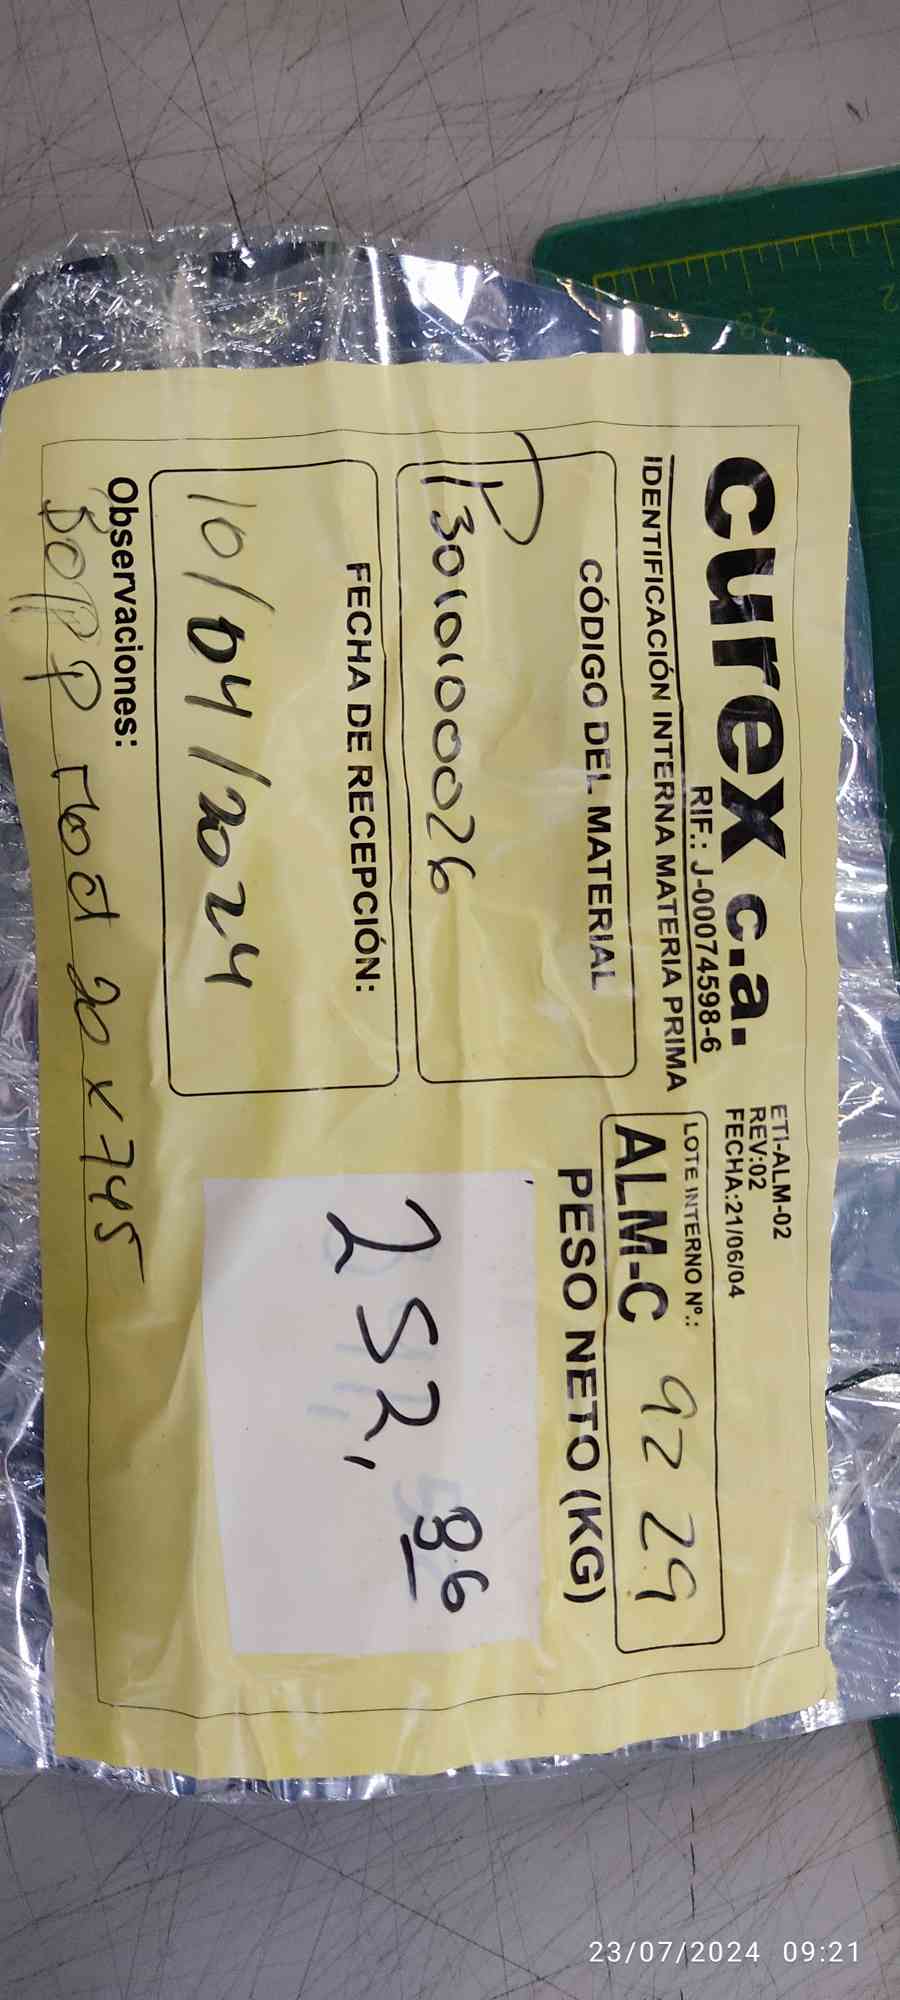 curex c.a.
RIF.: J-00074598-6
IDENTIFICACIÓN INTERNA MATERIA PRIMA
ETI-ALM-02
REV:02
FECHA:21/06/04
LOTE INTERNO Nº.:
ALM-C 9229
CÓDIGO DEL MATERIAL
1301010026
PESO NETO (KG)
252,86
FECHA DE RECEPCIÓN:
10/04/2024
Observaciones:
Bopp Mod 20x745
23/07/2024 09:21